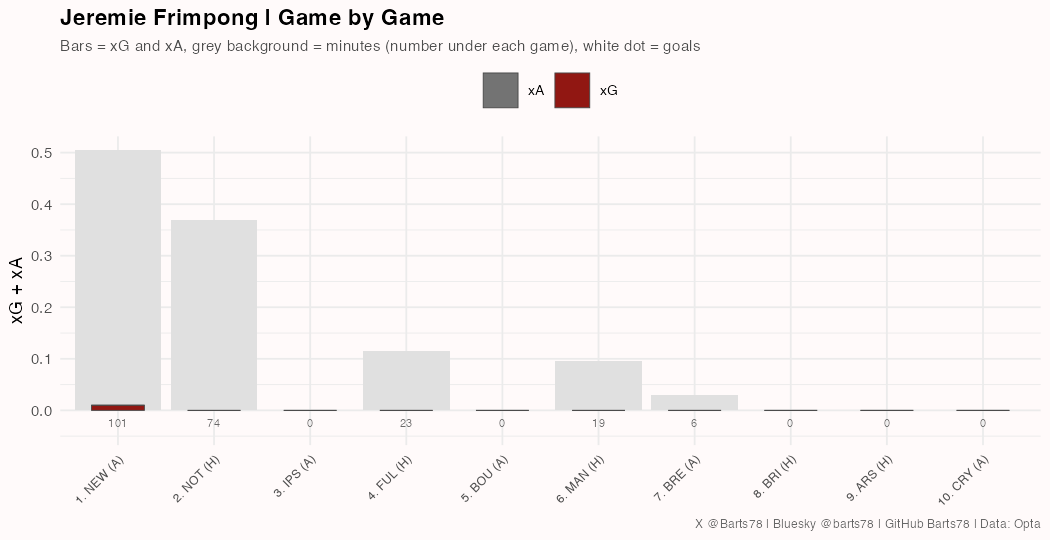 Jeremie Frimpong | Game by Game
Bars = xG and xA, grey background = minutes (number under each game), white dot = goals
xA xG
xG + xA
0.5
0.4
0.3
0.2
0.1
0.0
101 74 0 23 0 19 6 0 0 0
1. NEW (A) 2. NOT (H) 3. IPS (A) 4. FUL (H) 5. BOU (A) 6. MAN (H) 7. BRE (A) 8. BRI (H) 9. ARS (H) 10. CRY (A)
X @Barts78 | Bluesky @barts78 | GitHub Barts78 | Data: Opta